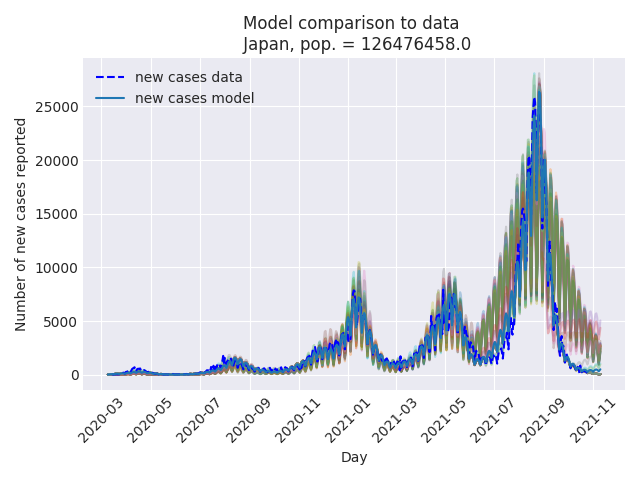 Model comparison to data
Japan, pop. = 126476458.0
new cases data
new cases model
Number of new cases reported
25000
20000
15000
10000
5000
0
2020-03
2020-05
2020-07
2020-09
2020-11
2021-01
2021-03
2021-05
2021-07
2021-09
2021-11
Day